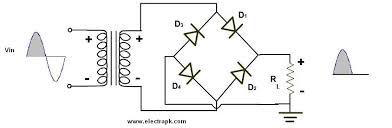 D₃ D₁
Vin + + +
R L
- - D₄ D₂ -
www.electrapk.com